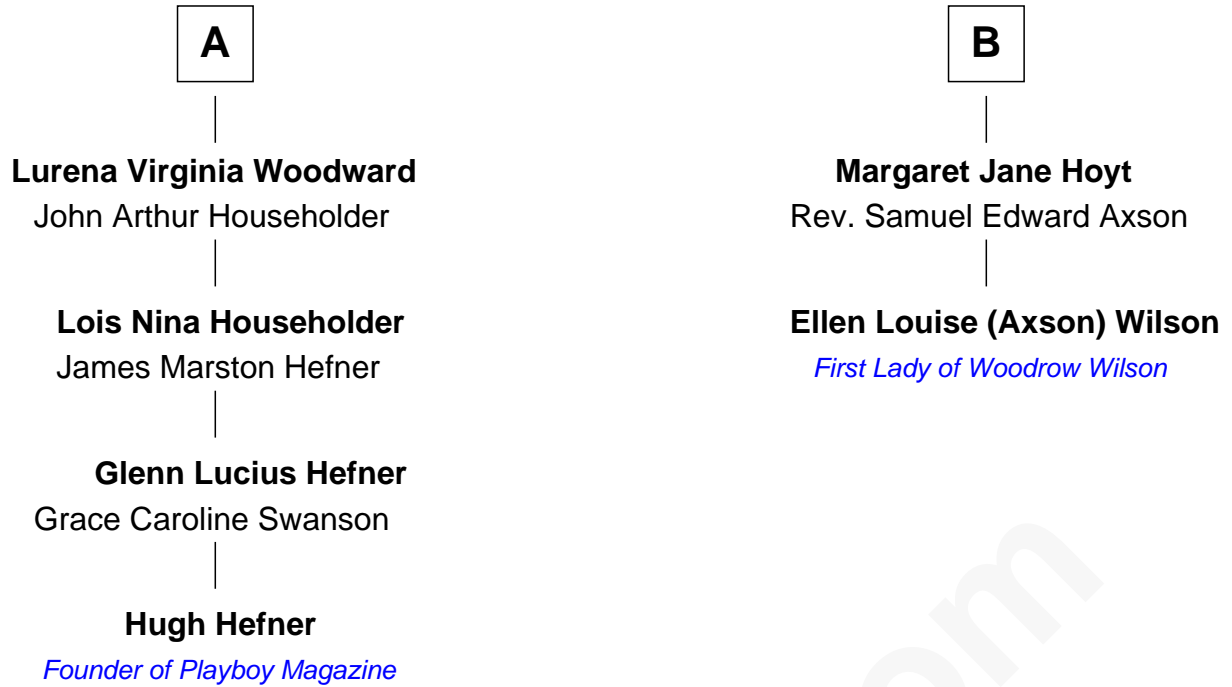 A
Lurena Virginia Woodward
John Arthur Householder
Lois Nina Householder
James Marston Hefner
Glenn Lucius Hefner
Grace Caroline Swanson
Hugh Hefner
Founder of Playboy Magazine
B
Margaret Jane Hoyt
Rev. Samuel Edward Axson
Ellen Louise (Axson) Wilson
First Lady of Woodrow Wilson
om